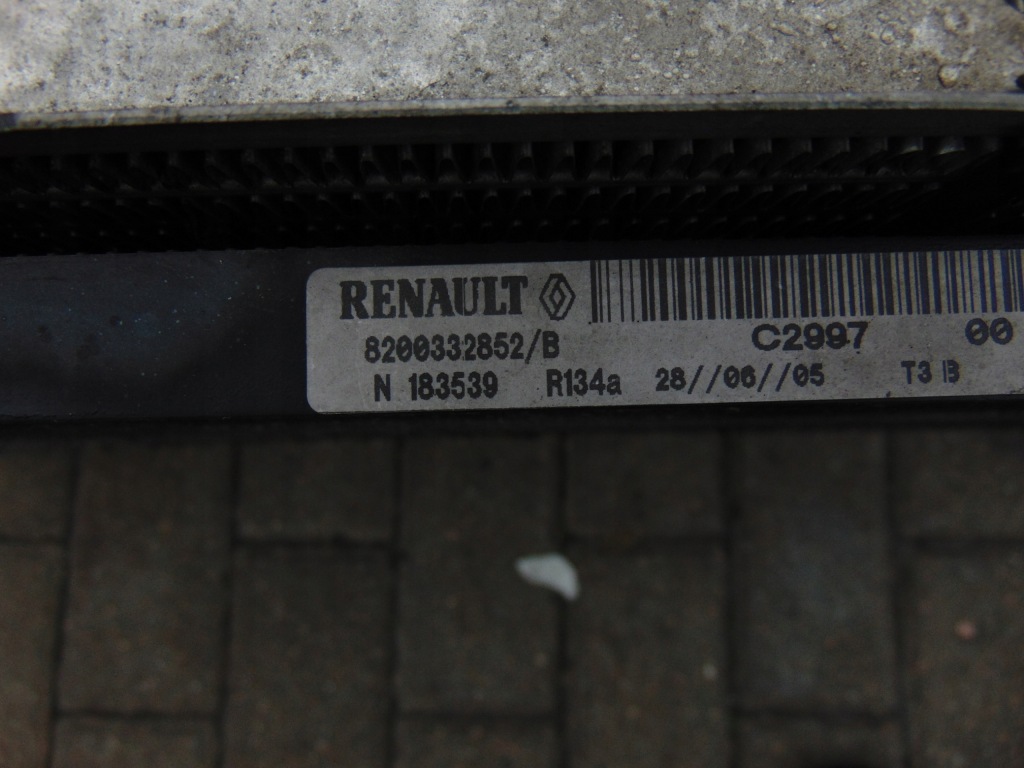 RENAULT
C2997 00
8200332852/B
N 183539 R134a 28//06//05 T3 B